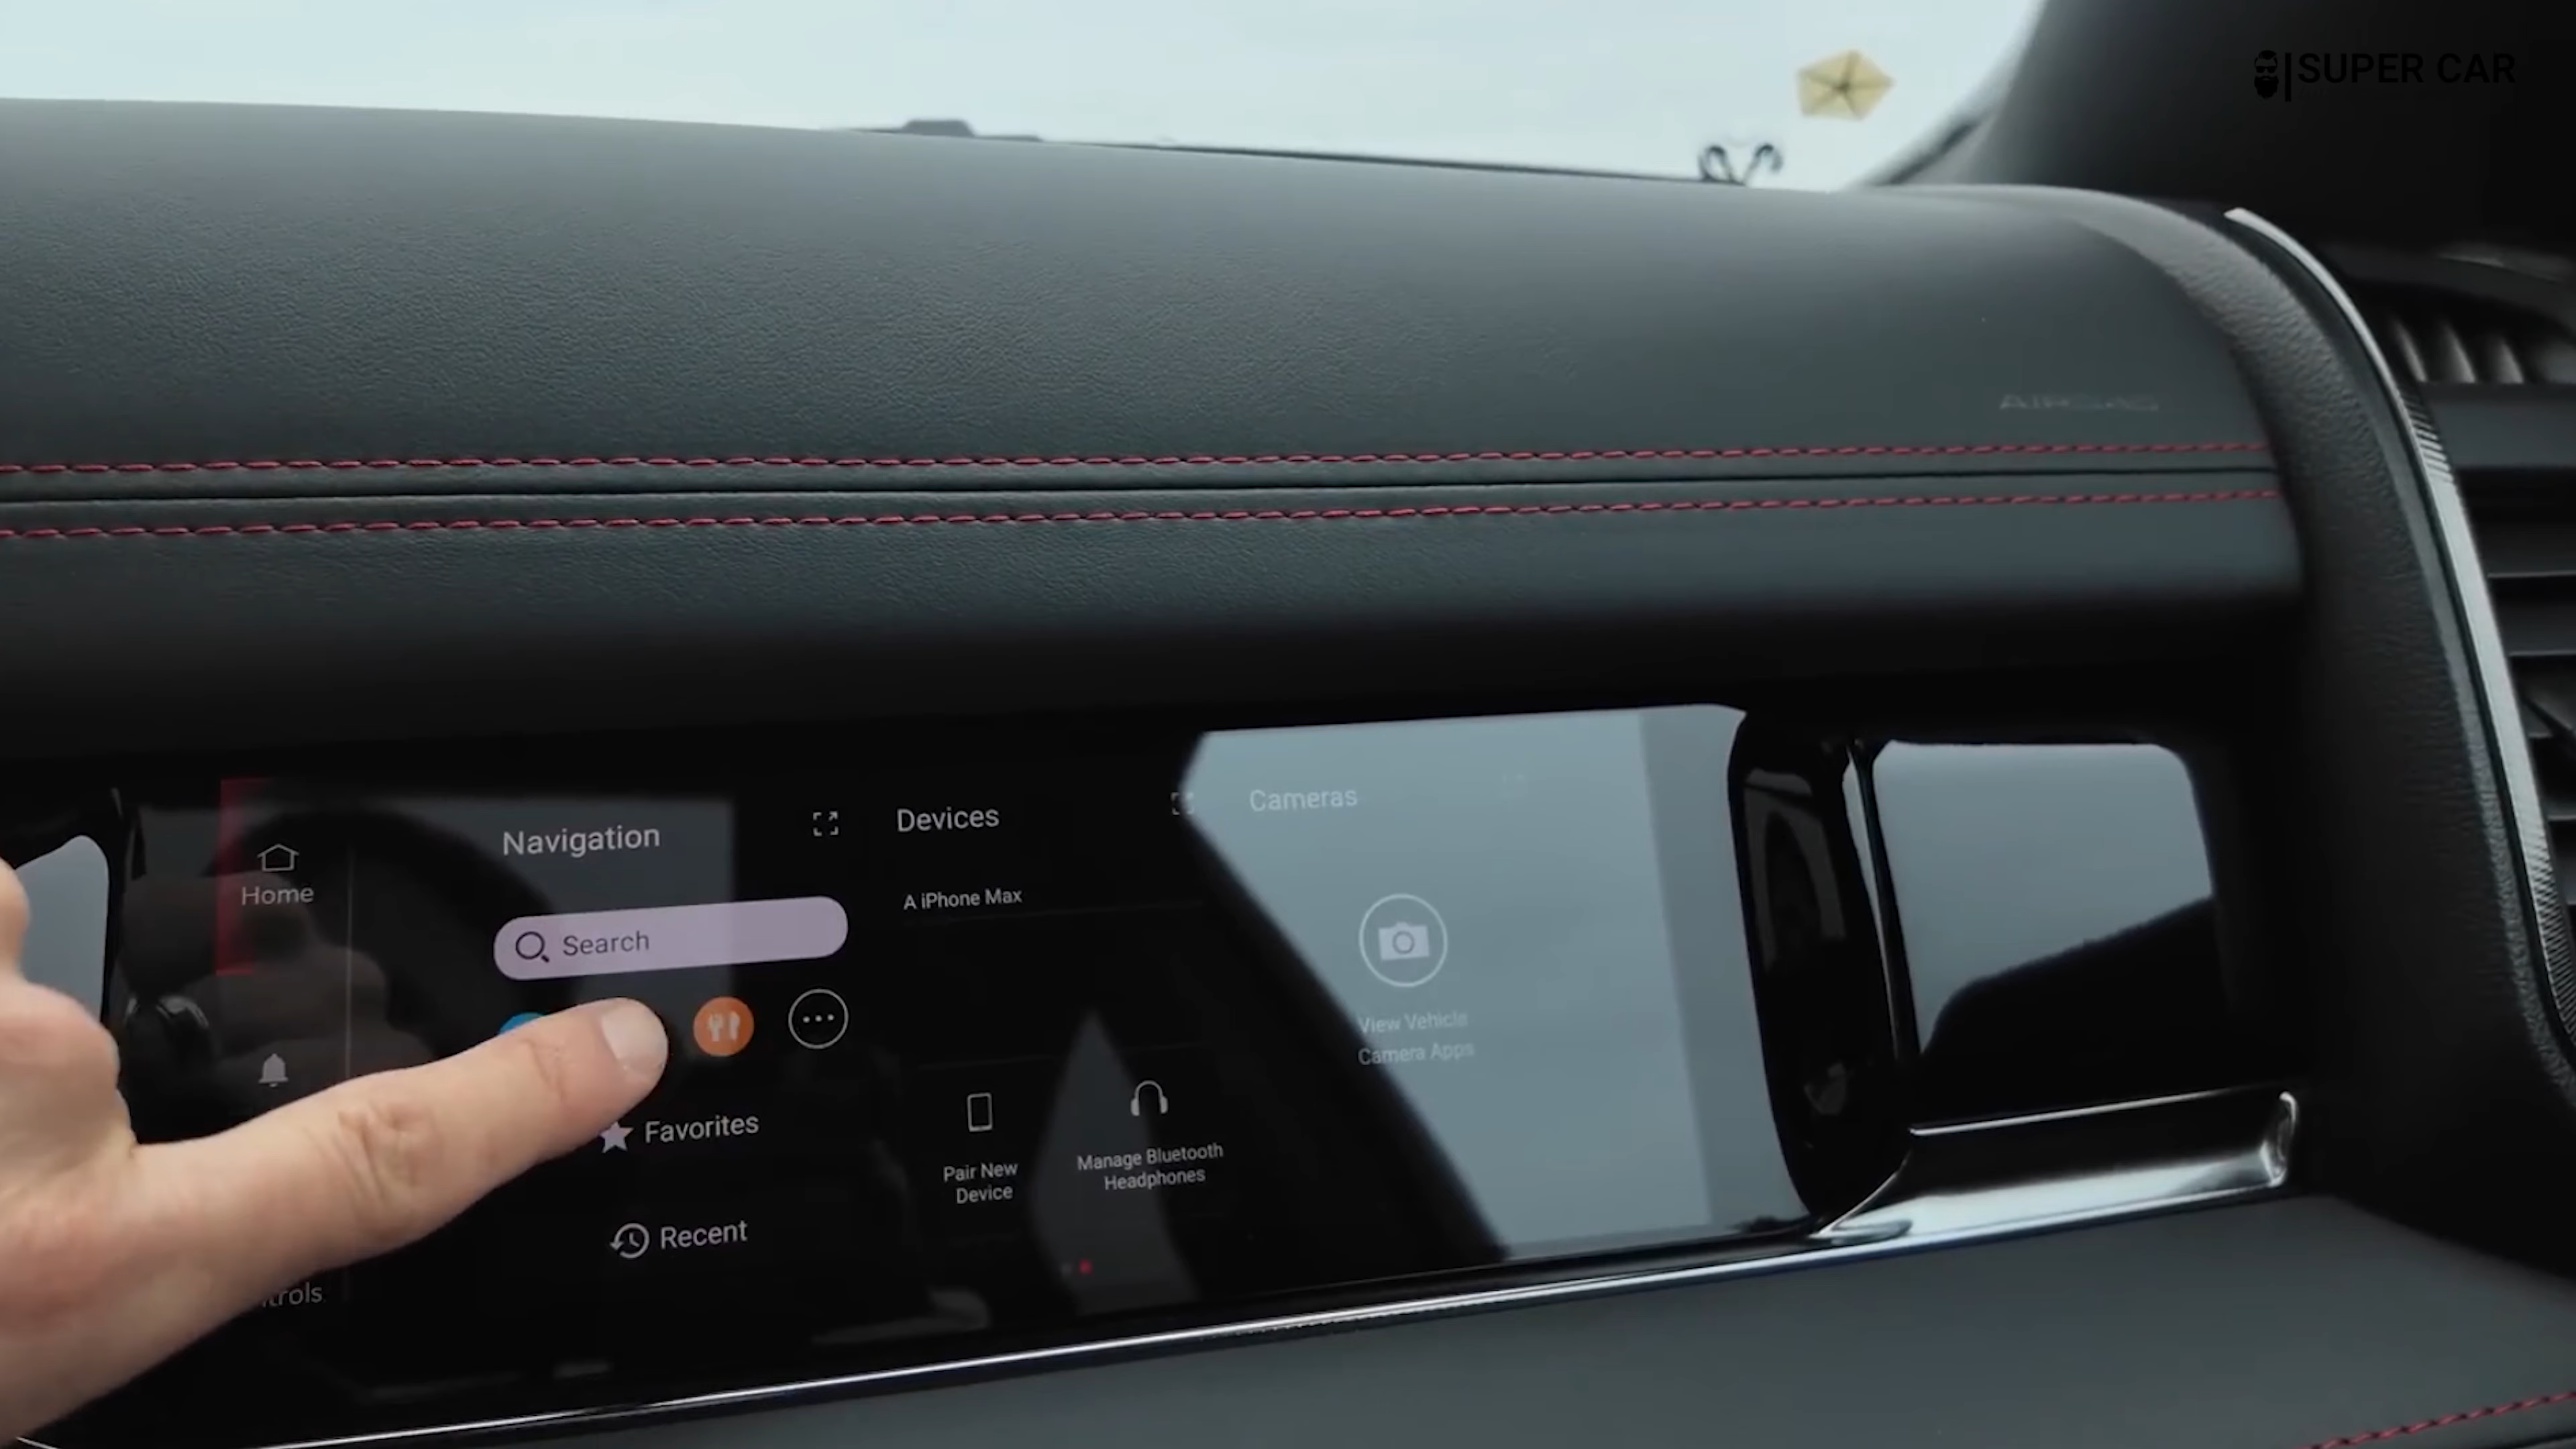 SUPER CAR
AIRBAG
Navigation
Search
Favorites
Recent
Home
Devices
A iPhone Max
Pair New
Device
Manage Bluetooth
Headphones
Cameras
View Vehicle
Camera Apps